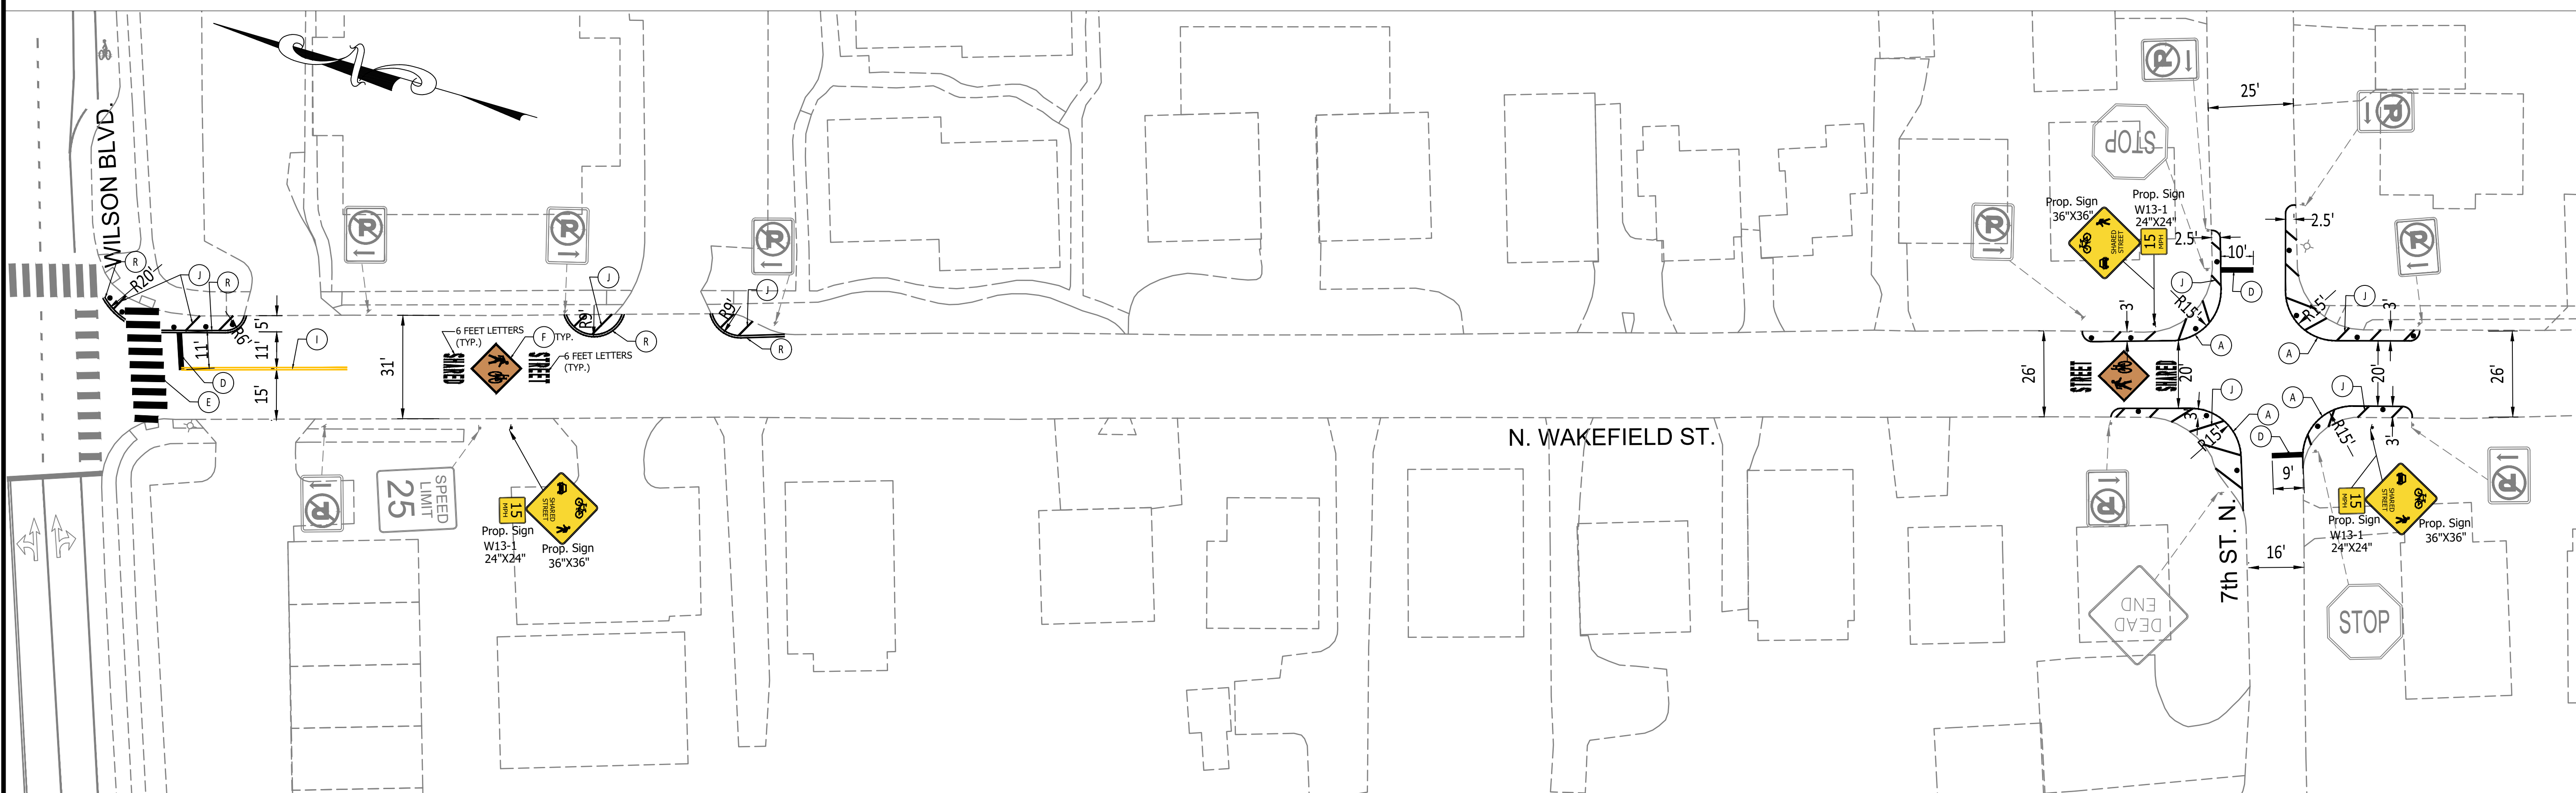 WILSON BLVD.
R
R20'
J
R
R6'
5'
11'
11'
15'
I
D
E
31'
P
P
P
6 FEET LETTERS
(TYP.)
SHARED
F
TYP.
STREET
6 FEET LETTERS
(TYP.)
R9'
J
R
R9'
J
R
P
SPEED
LIMIT
25
15
MPH
SHARED
STREET
Prop. Sign
W13-1
24"X24"
Prop. Sign
36"X36"
N. WAKEFIELD ST.
P
P
25'
P
STOP
Prop. Sign
36"X36"
Prop. Sign
W13-1
24"X24"
SHARED
STREET
15
MPH
2.5'
10'
2.5'
P
J
D
R15'
3'
A
R15'
J
3'
A
26'
STREET
SHARED
20'
20'
26'
J
3'
A
R15'
A
J
D
R15'
3'
9'
P
7th ST. N.
16'
DEAD
END
15
MPH
SHARED
STREET
Prop. Sign
W13-1
24"X24"
Prop. Sign
36"X36"
P
STOP